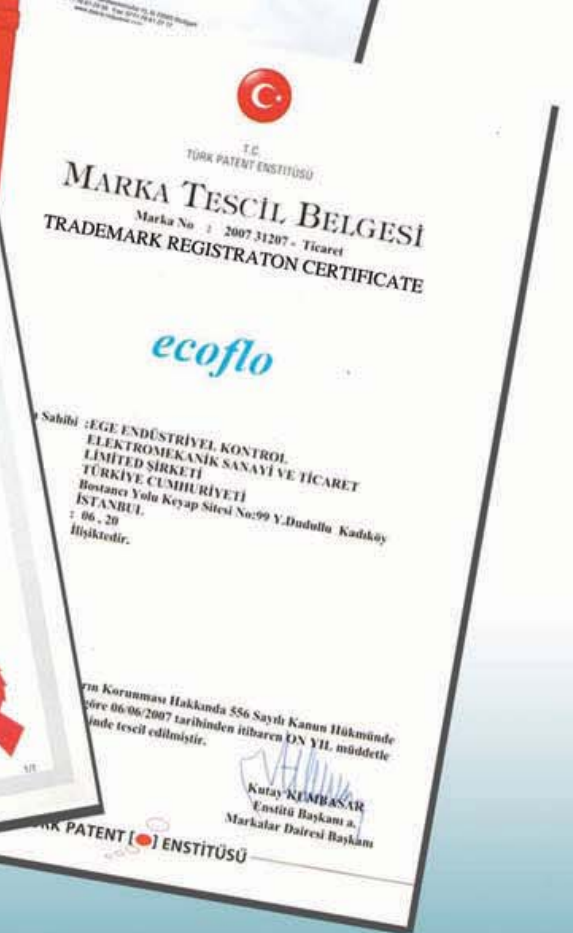 T.C.
TÜRK PATENT ENSTİTÜSÜ
MARKA TESCİL BELGESİ
Marka No : 2007 31207 - Ticaret
TRADEMARK REGISTRATON CERTIFICATE
ecoflo
Sahibi :EGE ENDÜSTRİYEL KONTROL
ELEKTROMEKANİK SANAYİ VE TİCARET
LİMİTED ŞİRKETİ
TÜRKİYE CUMHURİYETİ
Bostancı Yolu Keyap Sitesi No:99 Y.Dudullu Kadıköy
İSTANBUL
: 06 , 20
İlişiktedir.
rın Korunması Hakkında 556 Sayılı Kanun Hükmünde
göre 06/06/2007 tarihinden itibaren ON YIL müddetle
inde tescil edilmiştir.
Kutay KUMBASAR
Enstitü Başkanı a.
Markalar Dairesi Başkanı
1/1
RK PATENT [ ] ENSTİTÜSÜ